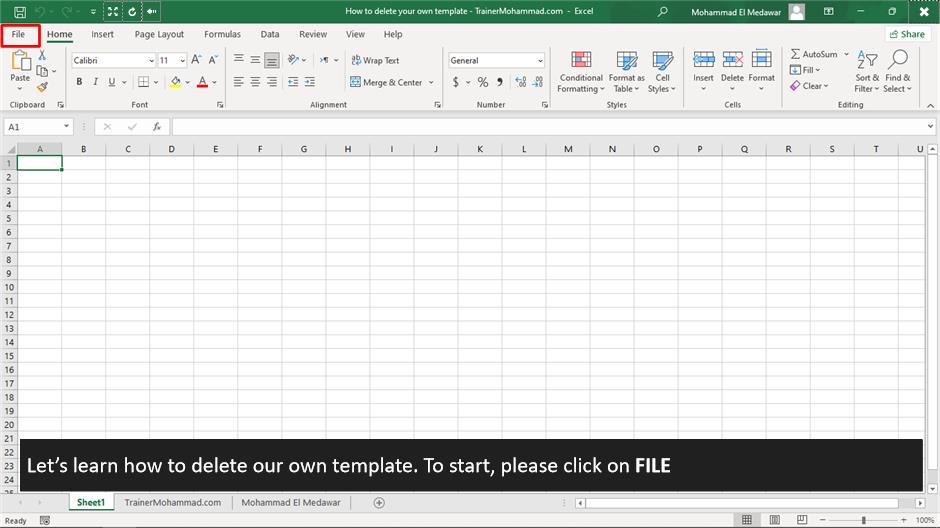 How to delete your own template - TrainerMohammad.com - Excel
Mohammad El Medawar
File Home Insert Page Layout Formulas Data Review View Help
Share
Paste
Clipboard
Calibri 11
B I U
Font
Wrap Text
Merge & Center
Alignment
General
$ % 9
Number
Conditional Formatting
Format as Table
Cell Styles
Styles
Insert Delete Format
Cells
AutoSum
Fill
Clear
Sort & Filter
Find & Select
Editing
A1
fx
A B C D E F G H I J K L M N O P Q R S T U
1
2
3
4
5
6
7
8
9
10
11
12
13
14
15
16
17
18
19
20
21
22
23
24
25
Let's learn how to delete our own template. To start, please click on FILE
Sheet1 TrainerMohammad.com Mohammad El Medawar
Ready
100%